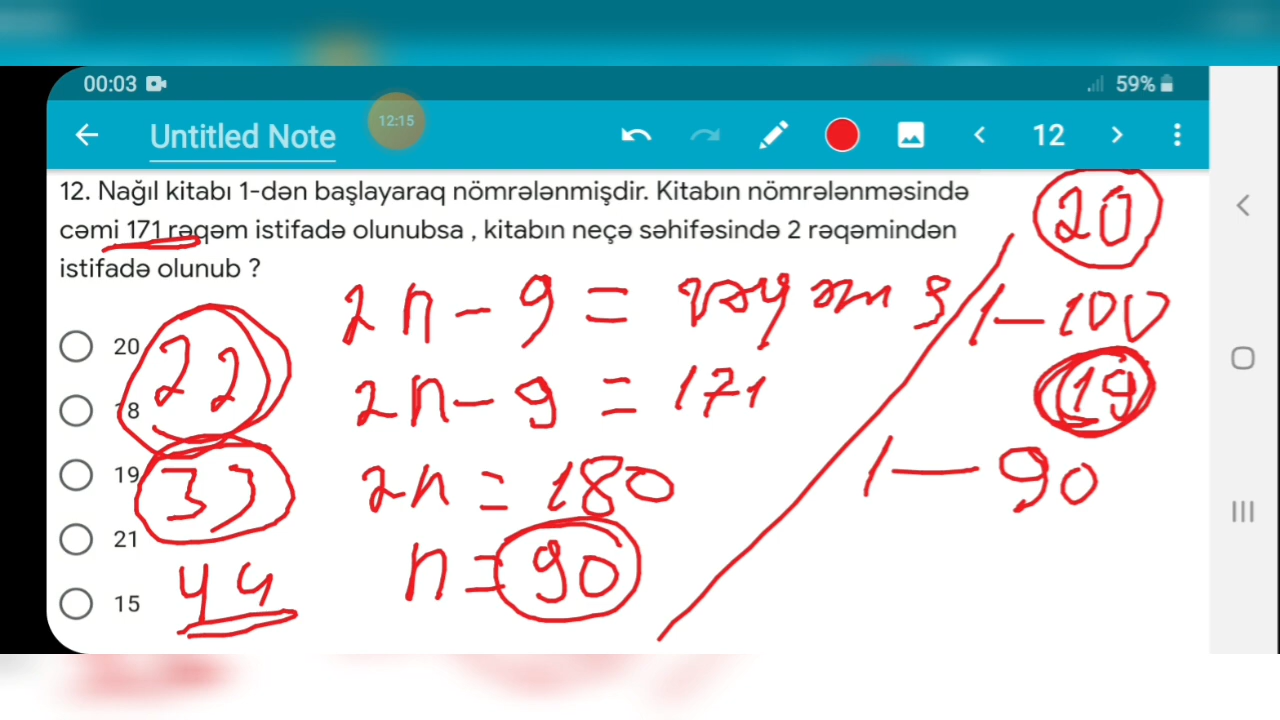 00:03 59%
12:15
Untitled Note 12
12. Nağıl kitabı 1-dən başlayaraq nömrələnmişdir. Kitabın nömrələnməsində
cəmi 171 rəqəm istifadə olunubsa , kitabın neçə səhifəsində 2 rəqəmindən
istifadə olunub ?
20
18
19
21
15
22
33
44
2n - 9 = rəqəm s
2n - 9 = 171
2n = 180
n = 90
20
1 - 100
19
1 - 90